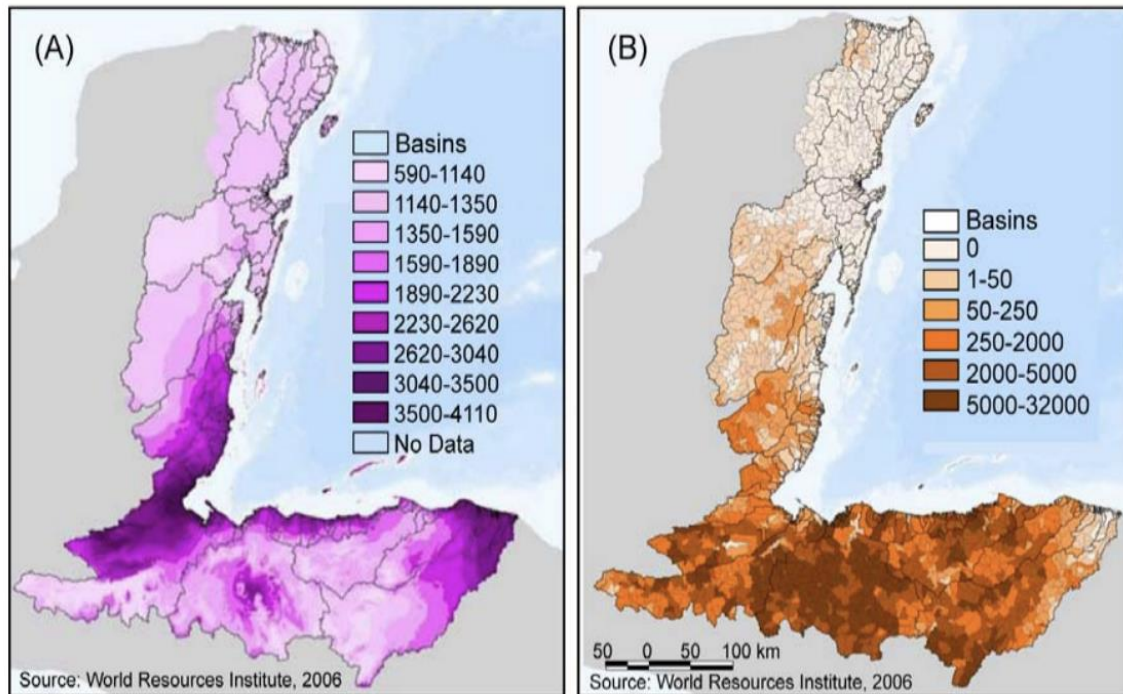 (A)
Basins
590-1140
1140-1350
1350-1590
1590-1890
1890-2230
2230-2620
2620-3040
3040-3500
3500-4110
No Data
Source: World Resources Institute, 2006
(B)
Basins
0
1-50
50-250
250-2000
2000-5000
5000-32000
50 0 50 100 km
Source: World Resources Institute, 2006